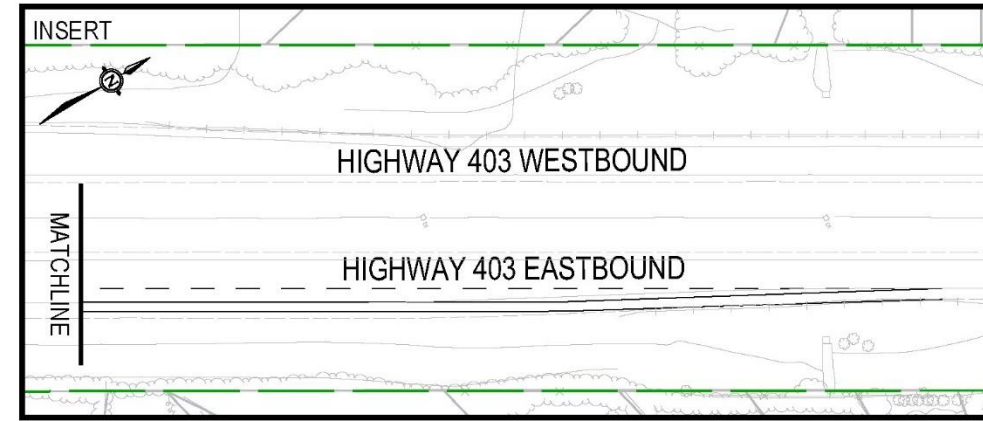 INSERT
N
HIGHWAY 403 WESTBOUND
MATCHLINE
HIGHWAY 403 EASTBOUND